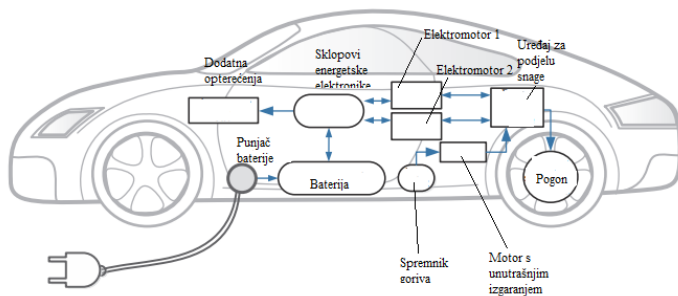 Dodatna
opterećenja
Sklopovi
energetske
elektronike
Elektromotor 1
Elektromotor 2
Uređaj za
podjelu
snage
Punjač
baterije
Baterija
Pogon
Spremnik
goriva
Motor s
unutrašnjim
izgaranjem